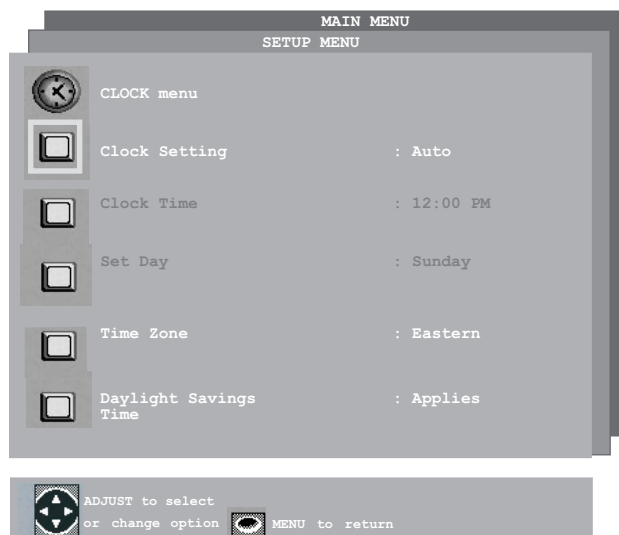 MAIN MENU
SETUP MENU
CLOCK menu
Clock Setting : Auto
Clock Time : 12:00 PM
Set Day : Sunday
Time Zone : Eastern
Daylight Savings : Applies
Time
ADJUST to select
or change option MENU to return